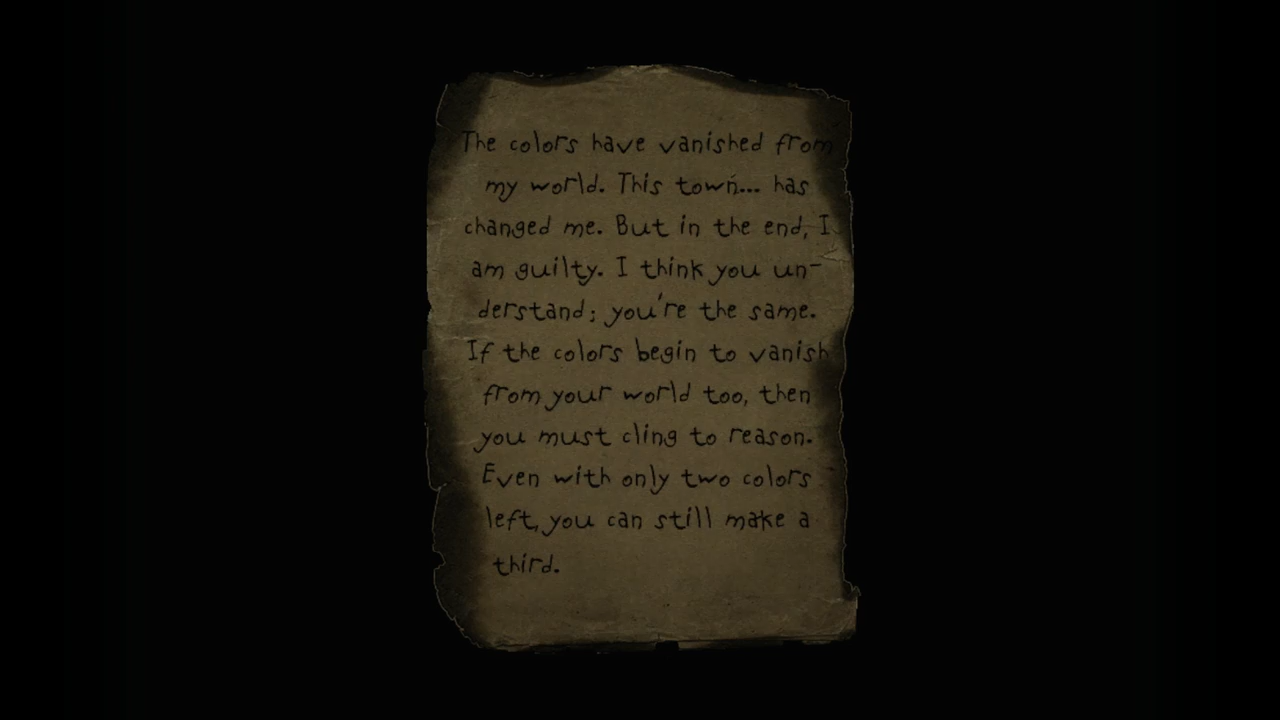 The colors have vanished from
my world. This town... has
changed me. But in the end, I
am guilty. I think you un-
derstand; you're the same.
If the colors begin to vanish
from your world too, then
you must cling to reason.
Even with only two colors
left, you can still make a
third.